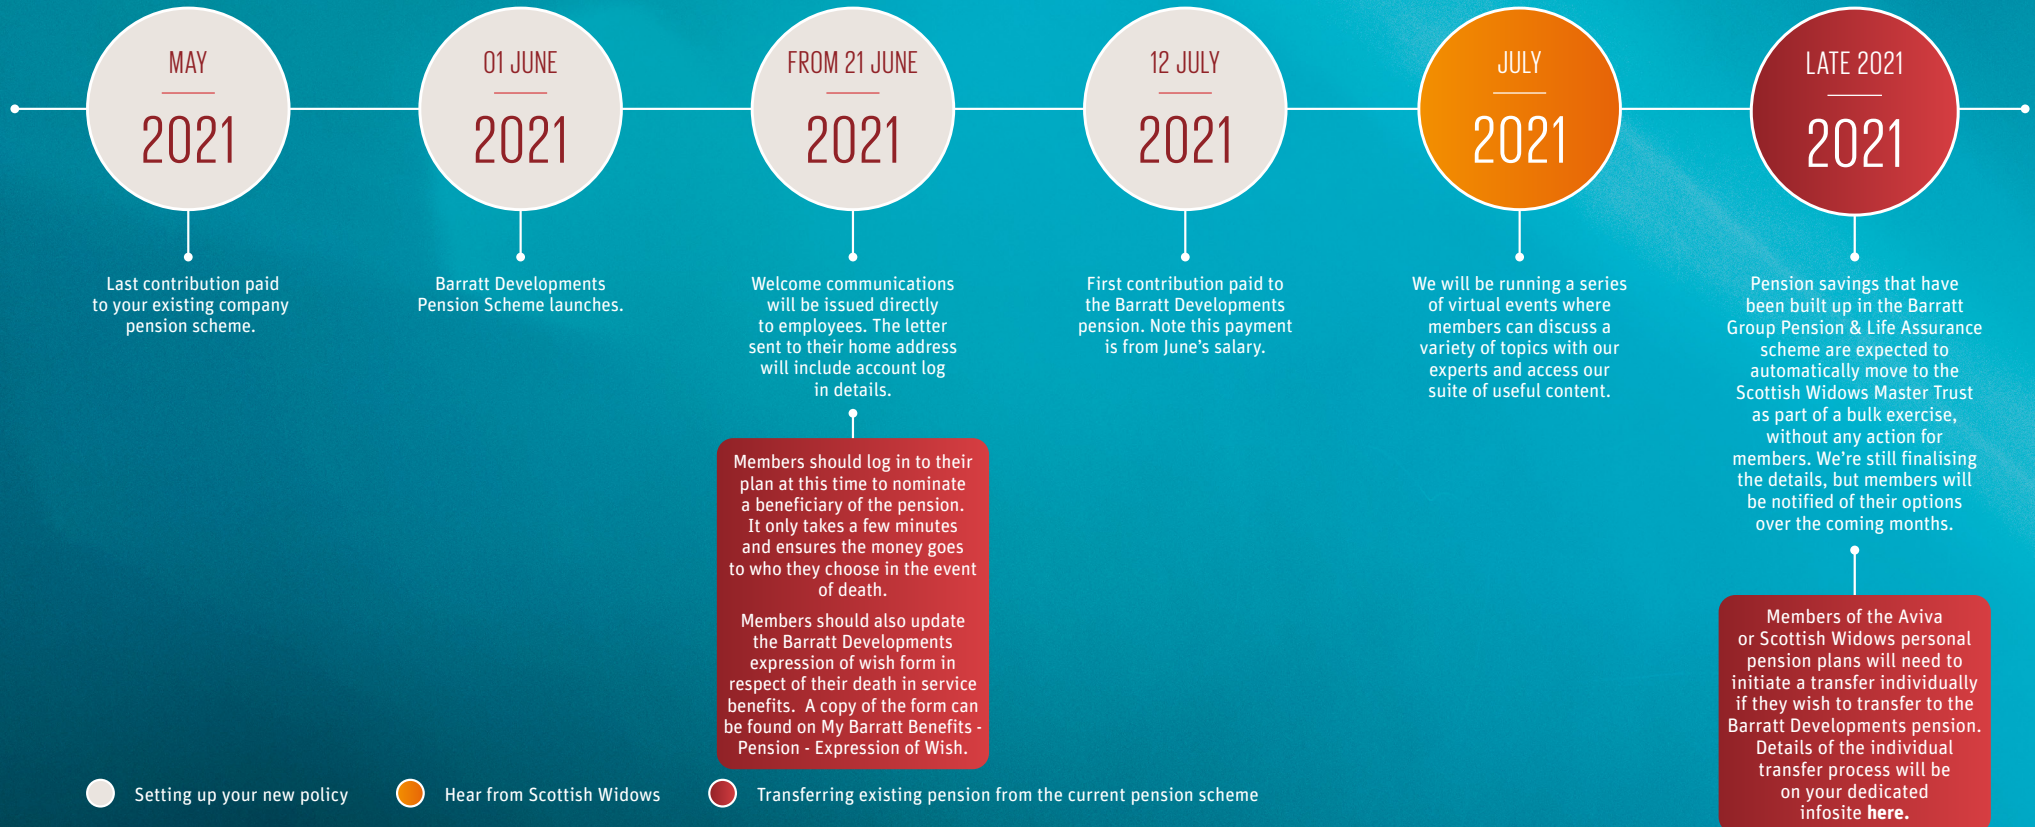 MAY
2021
Last contribution paid
to your existing company
pension scheme.
01 JUNE
2021
Barratt Developments
Pension Scheme launches.
FROM 21 JUNE
2021
Welcome communications
will be issued directly
to employees. The letter
sent to their home address
will include account log
in details.
Members should log in to their
plan at this time to nominate
a beneficiary of the pension.
It only takes a few minutes
and ensures the money goes
to who they choose in the event
of death.
Members should also update
the Barratt Developments
expression of wish form in
respect of their death in service
benefits. A copy of the form can
be found on My Barratt Benefits -
Pension - Expression of Wish.
12 JULY
2021
First contribution paid to
the Barratt Developments
pension. Note this payment
is from June's salary.
JULY
2021
We will be running a series
of virtual events where
members can discuss a
variety of topics with our
experts and access our
suite of useful content.
LATE 2021
2021
Pension savings that have
been built up in the Barratt
Group Pension & Life Assurance
scheme are expected to
automatically move to the
Scottish Widows Master Trust
as part of a bulk exercise,
without any action for
members. We're still finalising
the details, but members will
be notified of their options
over the coming months.
Members of the Aviva
or Scottish Widows personal
pension plans will need to
initiate a transfer individually
if they wish to transfer to the
Barratt Developments pension.
Details of the individual
transfer process will be
on your dedicated
infosite here.
Setting up your new policy
Hear from Scottish Widows
Transferring existing pension from the current pension scheme